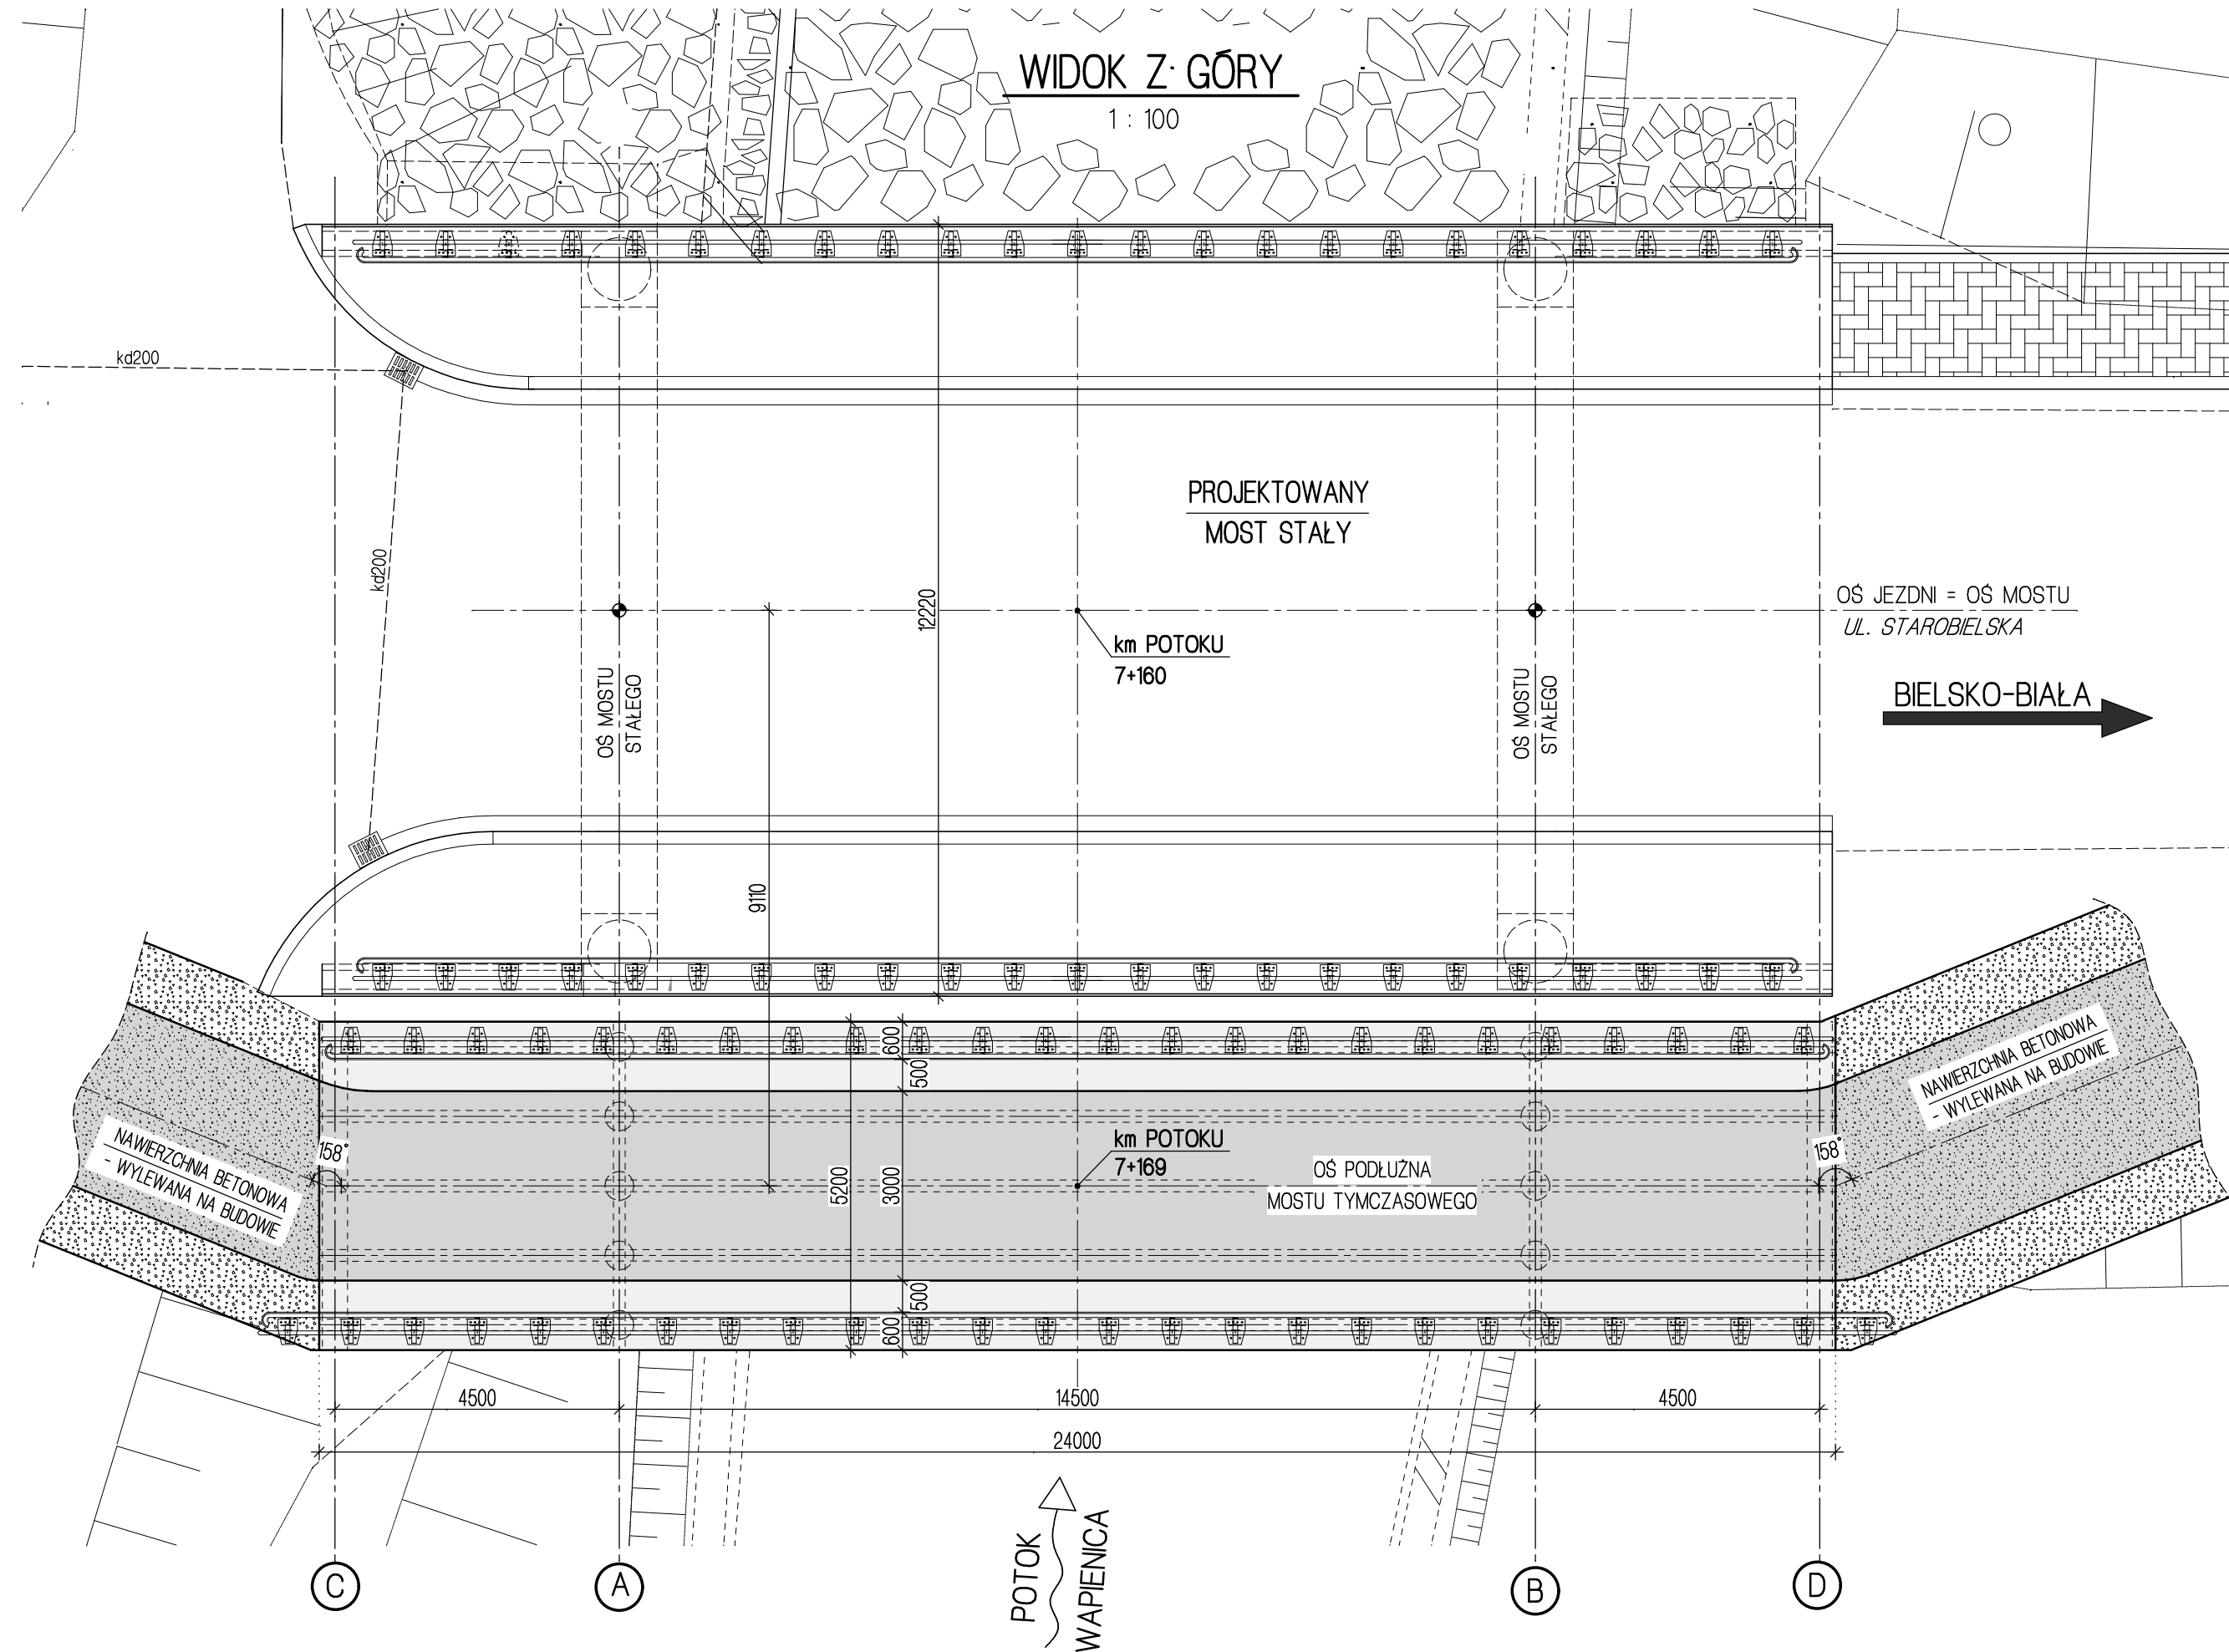 WIDOK Z GÓRY
1 : 100
kd200
kd200
PROJEKTOWANY
MOST STAŁY
12220
OŚ JEZDNI = OŚ MOSTU
UL. STAROBIELSKA
km POTOKU
7+160
OŚ MOSTU
STAŁEGO
OŚ MOSTU
STAŁEGO
BIELSKO-BIAŁA
9110
600
500
NAWIERZCHNIA BETONOWA
- WYLEWANA NA BUDOWIE
NAWIERZCHNIA BETONOWA
- WYLEWANA NA BUDOWIE
158°
158°
km POTOKU
7+169
5200
3000
OŚ PODŁUŻNA
MOSTU TYMCZASOWEGO
500
600
4500
14500
4500
24000
POTOK
WAPIENICA
C
A
B
D